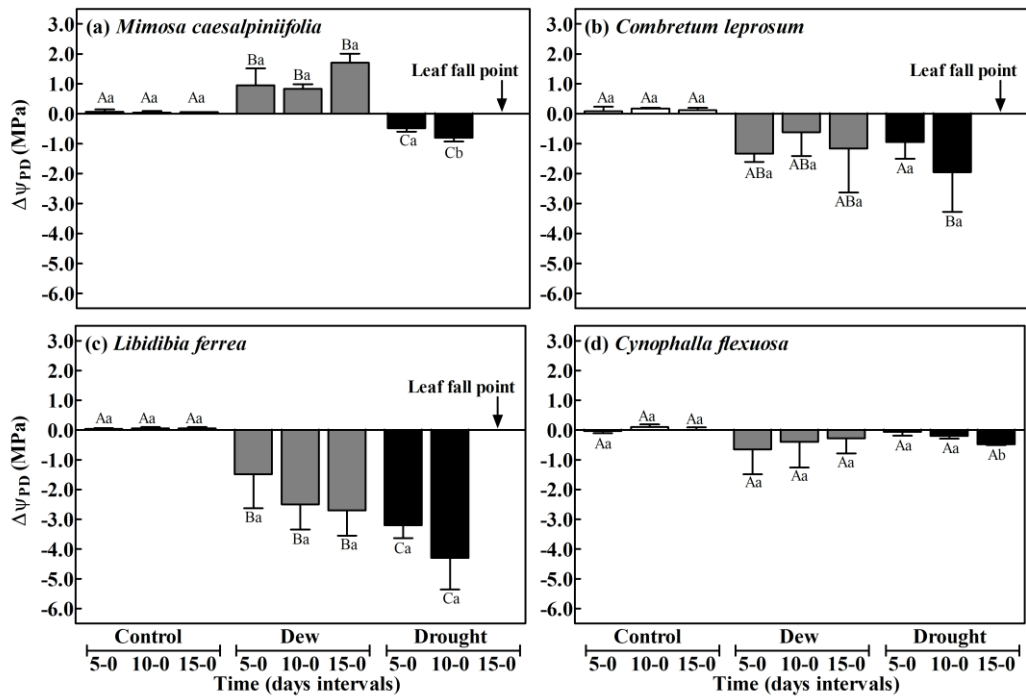 (a) Mimosa caesalpiniifolia
3.0
2.0
1.0
0.0
-1.0
-2.0
-3.0
-4.0
-5.0
-6.0
ΔΨPD (MPa)
Aa Aa Aa
Ba Ba Ba
Ca Cb
Leaf fall point
(b) Combretum leprosum
3.0
2.0
1.0
0.0
-1.0
-2.0
-3.0
-4.0
-5.0
-6.0
Aa Aa Aa
ABa ABa ABa
Aa Ba
Leaf fall point
(c) Libidibia ferrea
3.0
2.0
1.0
0.0
-1.0
-2.0
-3.0
-4.0
-5.0
-6.0
ΔΨPD (MPa)
Aa Aa Aa
Ba Ba Ba
Ca Ca
Leaf fall point
(d) Cynophalla flexuosa
3.0
2.0
1.0
0.0
-1.0
-2.0
-3.0
-4.0
-5.0
-6.0
Aa Aa Aa
Aa Aa Aa
Aa Aa Ab
Control Dew Drought
5-0 10-0 15-0 5-0 10-0 15-0 5-0 10-0 15-0
Time (days intervals)
Control Dew Drought
5-0 10-0 15-0 5-0 10-0 15-0 5-0 10-0 15-0
Time (days intervals)